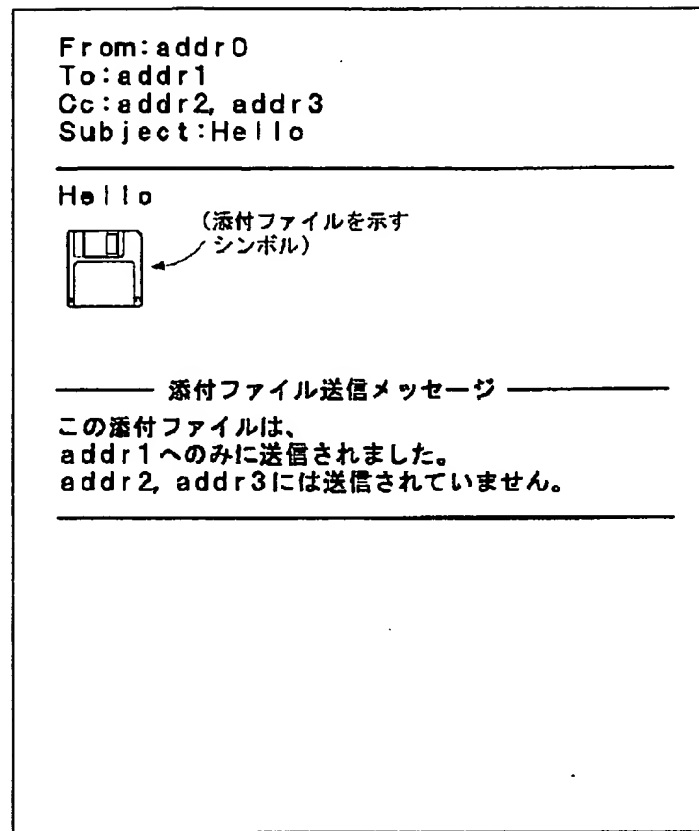 From:addr0
To:addr1
Cc:addr2, addr3
Subject:Hello
Hello
(添付ファイルを示す
シンボル)
添付ファイル送信メッセージ
この添付ファイルは、
addr1へのみに送信されました。
addr2, addr3には送信されていません。